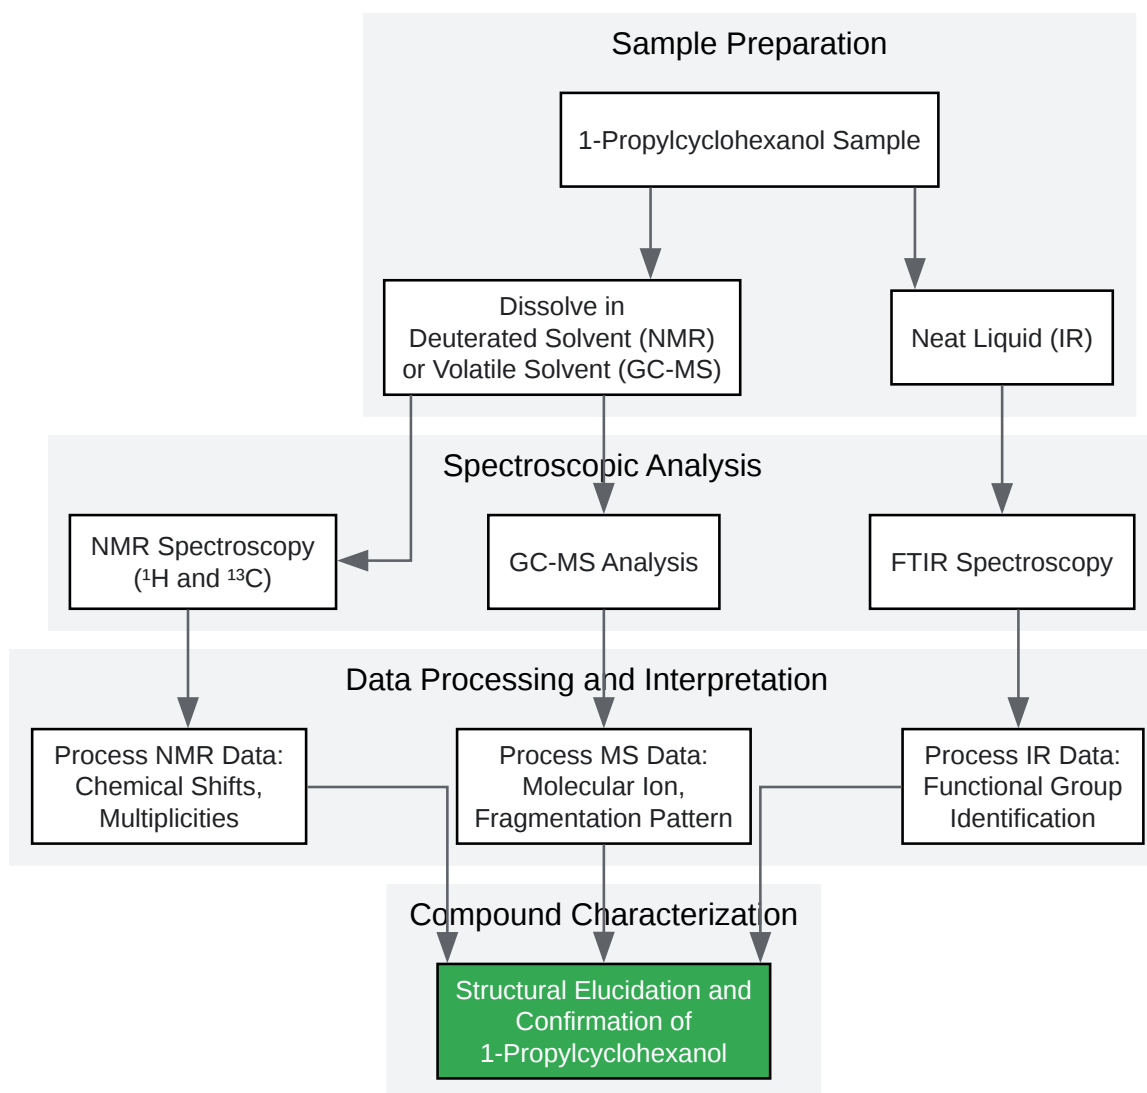 Sample Preparation
1-Propylcyclohexanol Sample
Dissolve in
Deuterated Solvent (NMR)
or Volatile Solvent (GC-MS)
Neat Liquid (IR)
Spectroscopic Analysis
NMR Spectroscopy
(¹H and ¹³C)
GC-MS Analysis
FTIR Spectroscopy
Data Processing and Interpretation
Process NMR Data:
Chemical Shifts,
Multiplicities
Process MS Data:
Molecular Ion,
Fragmentation Pattern
Process IR Data:
Functional Group
Identification
Compound Characterization
Structural Elucidation and
Confirmation of
1-Propylcyclohexanol